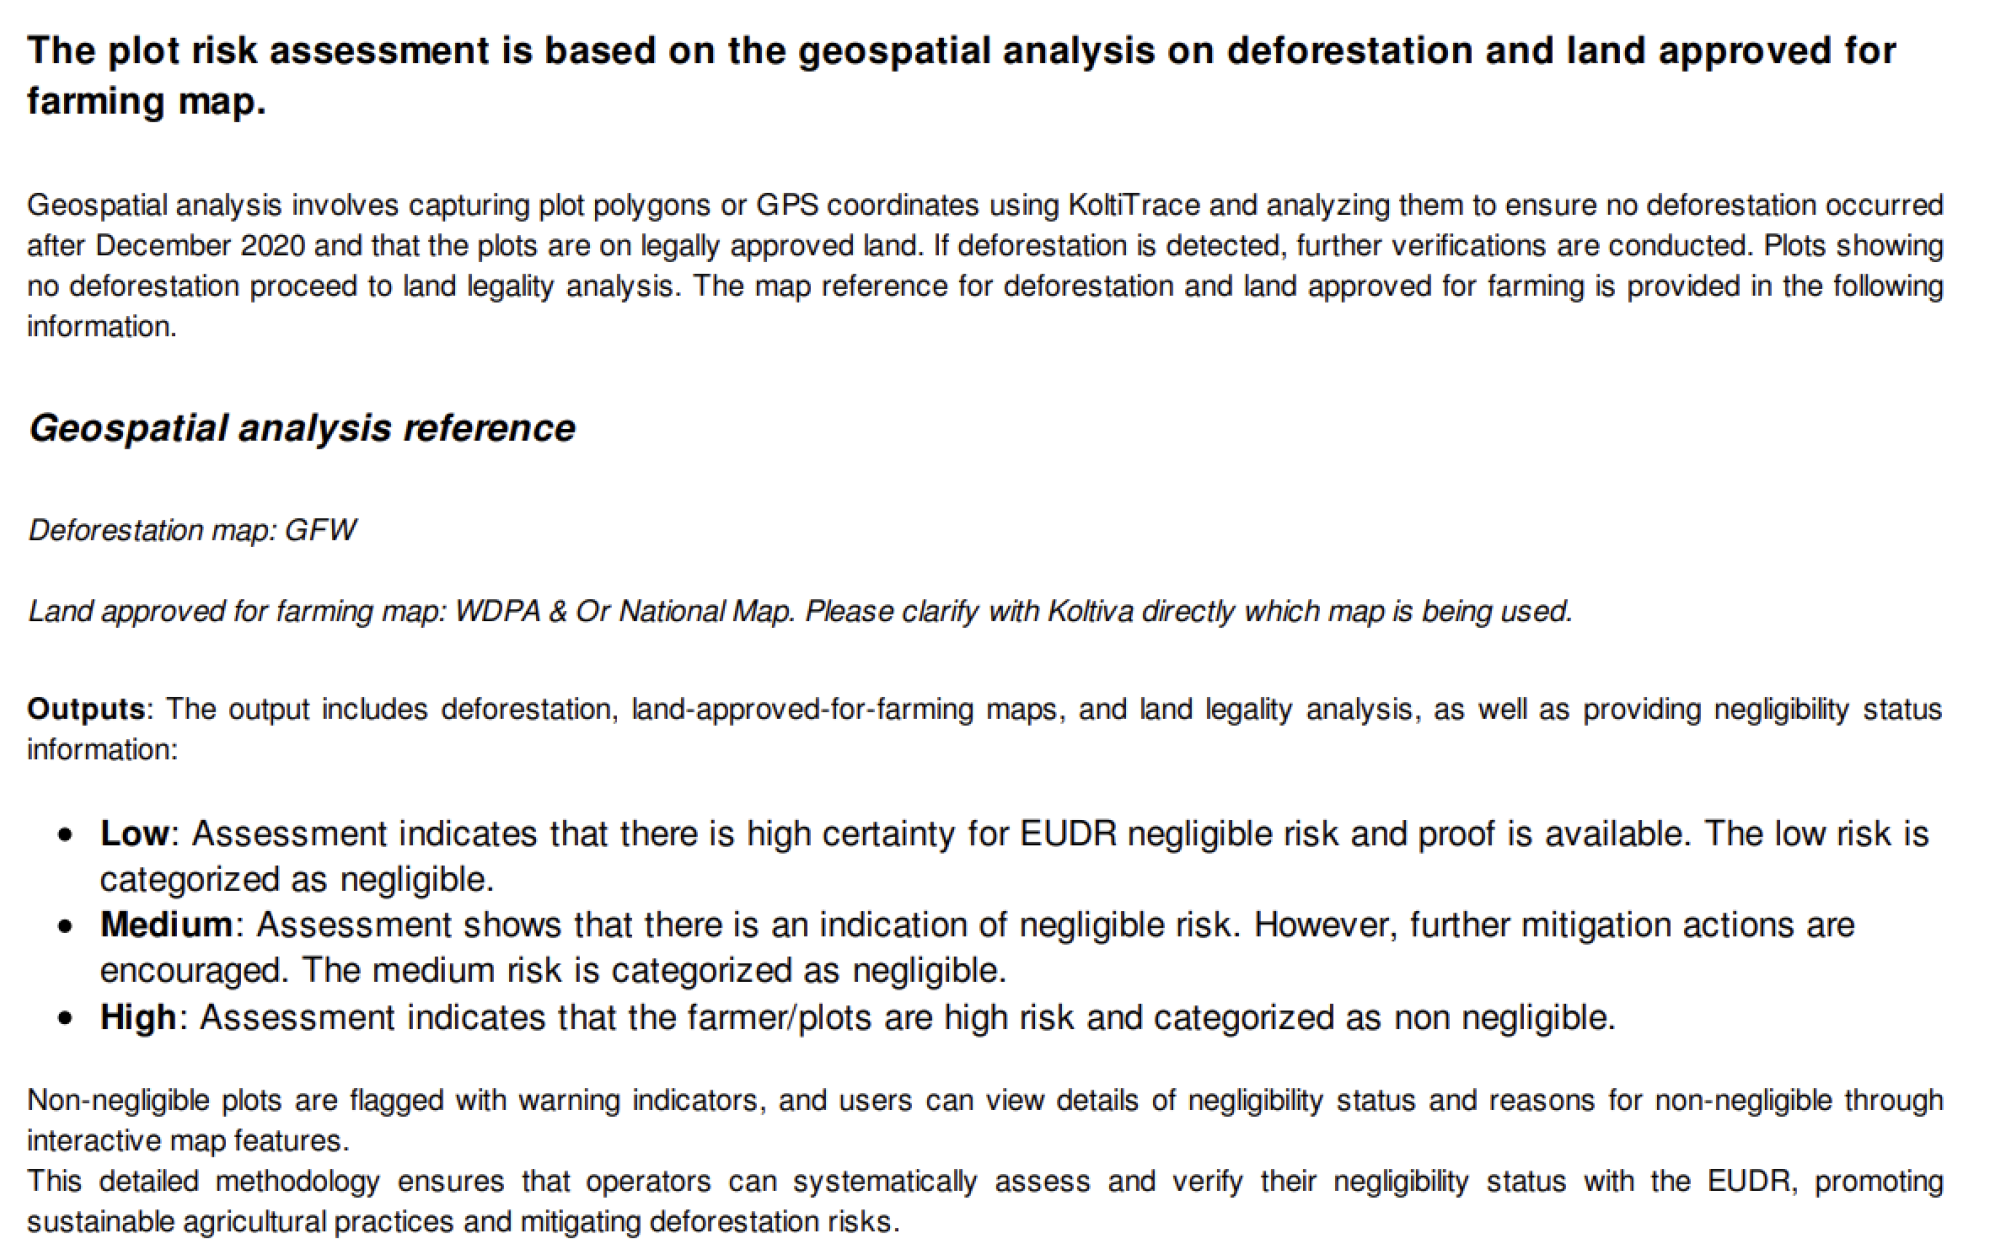 The plot risk assessment is based on the geospatial analysis on deforestation and land approved for
farming map.
Geospatial analysis involves capturing plot polygons or GPS coordinates using KoltiTrace and analyzing them to ensure no deforestation occurred
after December 2020 and that the plots are on legally approved land. If deforestation is detected, further verifications are conducted. Plots showing
no deforestation proceed to land legality analysis. The map reference for deforestation and land approved for farming is provided in the following
information.
Geospatial analysis reference
Deforestation map: GFW
Land approved for farming map: WDPA & Or National Map. Please clarify with Koltiva directly which map is being used.
Outputs: The output includes deforestation, land-approved-for-farming maps, and land legality analysis, as well as providing negligibility status
information:
• Low: Assessment indicates that there is high certainty for EUDR negligible risk and proof is available. The low risk is
categorized as negligible.
• Medium: Assessment shows that there is an indication of negligible risk. However, further mitigation actions are
encouraged. The medium risk is categorized as negligible.
• High: Assessment indicates that the farmer/plots are high risk and categorized as non negligible.
Non-negligible plots are flagged with warning indicators, and users can view details of negligibility status and reasons for non-negligible through
interactive map features.
This detailed methodology ensures that operators can systematically assess and verify their negligibility status with the EUDR, promoting
sustainable agricultural practices and mitigating deforestation risks.